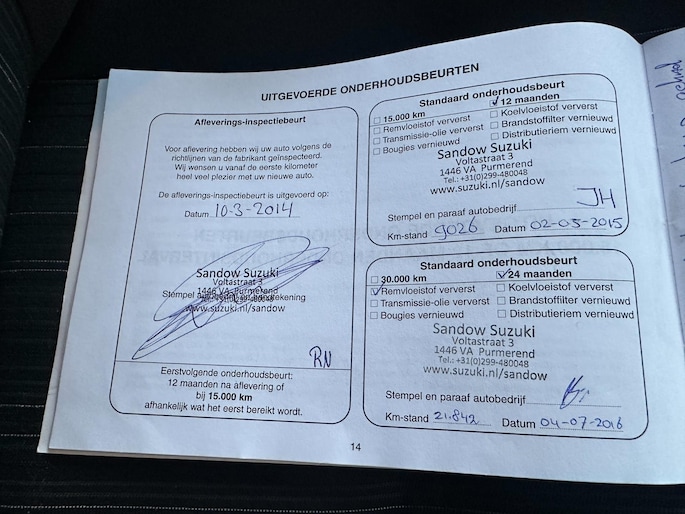 UITGEVOERDE ONDERHOUDSBEURTEN
Afleverings-inspectiebeurt
Voor aflevering hebben wij uw auto volgens de
richtlijnen van de fabrikant geïnspecteerd.
Wij wensen u vanaf de eerste kilometer
heel veel plezier met uw nieuwe auto.
De afleverings-inspectiebeurt is uitgevoerd op:
Datum 10-3-2014
Sandow Suzuki
Voltastraat 3
1446 VA Purmerend
Stempel
www.suzuki.nl/sandow
RN
Eerstvolgende onderhoudsbeurt:
12 maanden na aflevering of
bij 15.000 km
afhankelijk wat het eerst bereikt wordt.
Standaard onderhoudsbeurt
15.000 km 12 maanden
Remvloeistof ververst Koelvloeistof ververst
Transmissie-olie ververst Brandstoffilter vernieuwd
Bougies vernieuwd Distributieriem vernieuwd
Sandow Suzuki
Voltastraat 3
1446 VA Purmerend
Tel.: +31(0)299-480048
www.suzuki.nl/sandow
Stempel en paraaf autobedrijf JH
Km-stand 9026 Datum 02-03-2015
Standaard onderhoudsbeurt
30.000 km 24 maanden
Remvloeistof ververst Koelvloeistof ververst
Transmissie-olie ververst Brandstoffilter vernieuwd
Bougies vernieuwd Distributieriem vernieuwd
Sandow Suzuki
Voltastraat 3
1446 VA Purmerend
Tel.: +31(0)299-480048
www.suzuki.nl/sandow
Stempel en paraaf autobedrijf
Km-stand 21.842 Datum 04-07-2016
14